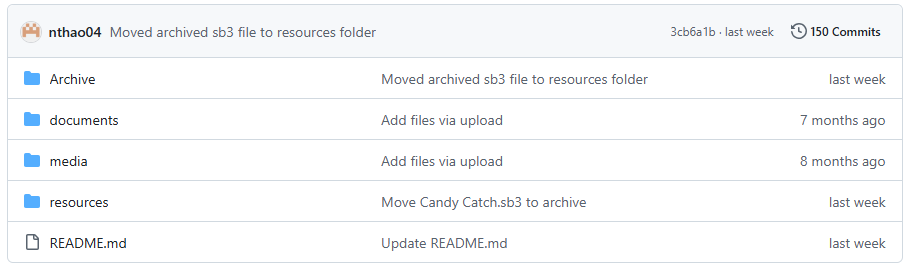 nthao04 Moved archived sb3 file to resources folder 3cb6a1b · last week 150 Commits
Archive Moved archived sb3 file to resources folder last week
documents Add files via upload 7 months ago
media Add files via upload 8 months ago
resources Move Candy Catch.sb3 to archive last week
README.md Update README.md last week